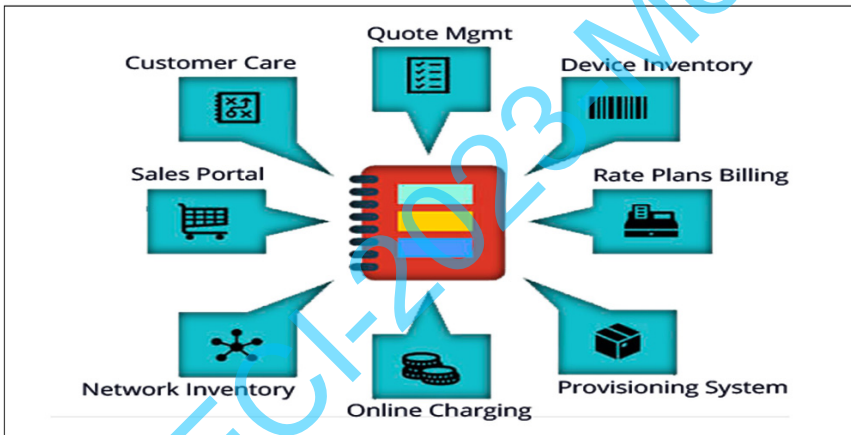 Quote Mgmt
Customer Care
Device Inventory
Sales Portal
Rate Plans Billing
Network Inventory
Provisioning System
Online Charging